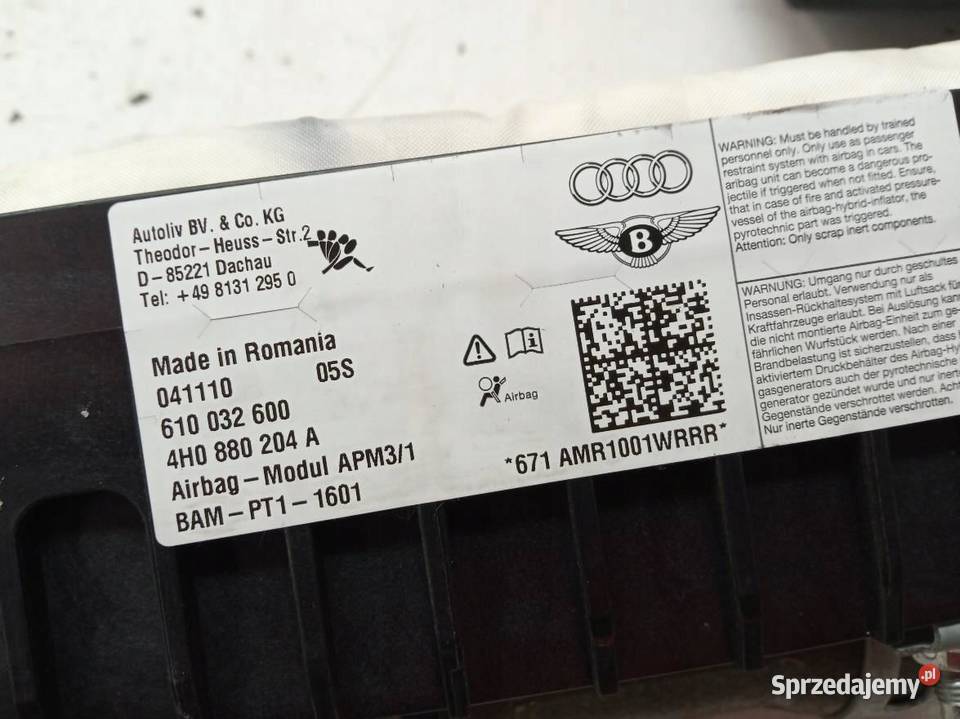 Autoliv BV. & Co. KG
Theodor-Heuss-Str.2
D-85221 Dachau
Tel: +49 8131 295 0
Made in Romania
041110 05S
610 032 600
4H0 880 204 A
Airbag-Modul APM3/1
BAM-PT1-1601
B
Airbag
*671 AMR1001WRRR*
WARNING: Must be handled by trained
personnel only. Only use as passenger
restraint system with airbag in cars. The
aribag unit can become a dangerous pro-
jectile if triggered when not fitted. Ensure,
that in case of fire and activated pressure-
vessel of the airbag-hybrid-inflator, the
pyrotechnic part was triggered.
Attention: Only scrap inert components.
WARNUNG: Umgang nur durch geschultes
Personal erlaubt. Verwendung nur als
Insassen-Rückhaltesystem mit Luftsack für
Kraftfahrzeuge erlaubt. Bei Auslösung kann
die nicht montierte Airbag-Einheit zum ge-
fährlichen Wurfstück werden. Nach einer
Brandbelastung ist sicherzustellen, dass
aktiviertem Druckbehälter des Airbag-Hy
gasgenerators auch der pyrotechnische
generator gezündet wurde und nur inerte
Gegenstände verschrottet werden. Acht
Nur inerte Gegenstände verschrotten.
Sprzedajemy.pl